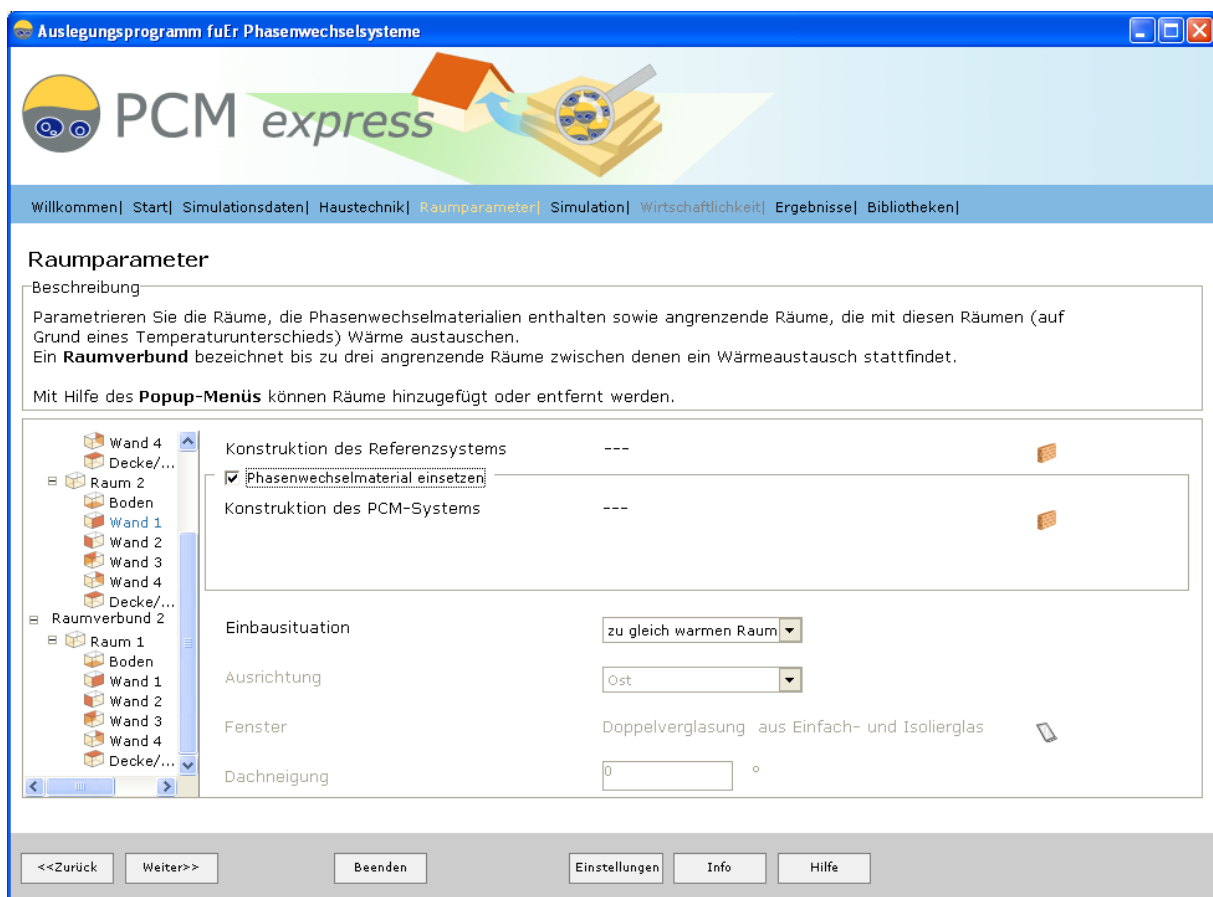 Auslegungsprogramm fuEr Phasenwechselsysteme
PCM express
Willkommen| Start| Simulationsdaten| Haustechnik| Raumparameter| Simulation| Wirtschaftlichkeit| Ergebnisse| Bibliotheken|
Raumparameter
Beschreibung
Parametrieren Sie die Räume, die Phasenwechselmaterialien enthalten sowie angrenzende Räume, die mit diesen Räumen (auf
Grund eines Temperaturunterschieds) Wärme austauschen.
Ein Raumverbund bezeichnet bis zu drei angrenzende Räume zwischen denen ein Wärmeaustausch stattfindet.
Mit Hilfe des Popup-Menüs können Räume hinzugefügt oder entfernt werden.
Wand 4
Decke/...
Raum 2
Boden
Wand 1
Wand 2
Wand 3
Wand 4
Decke/...
Raumverbund 2
Raum 1
Boden
Wand 1
Wand 2
Wand 3
Wand 4
Decke/...
Konstruktion des Referenzsystems ---
Phasenwechselmaterial einsetzen
Konstruktion des PCM-Systems ---
Einbausituation zu gleich warmen Raum
Ausrichtung Ost
Fenster Doppelverglasung aus Einfach- und Isolierglas
Dachneigung 0 °
<<Zurück Weiter>> Beenden Einstellungen Info Hilfe